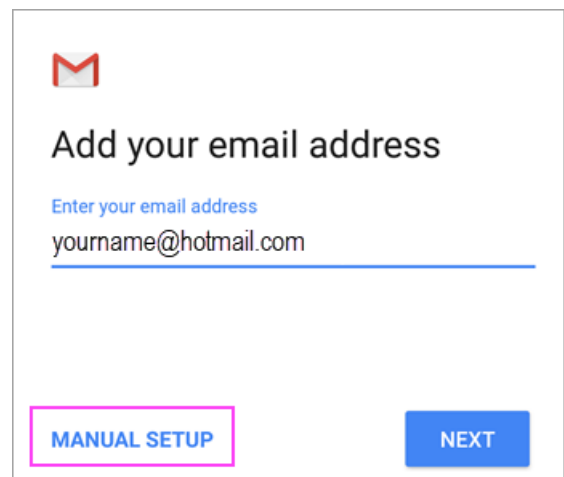 Add your email address
Enter your email address
yourname@hotmail.com
MANUAL SETUP
NEXT